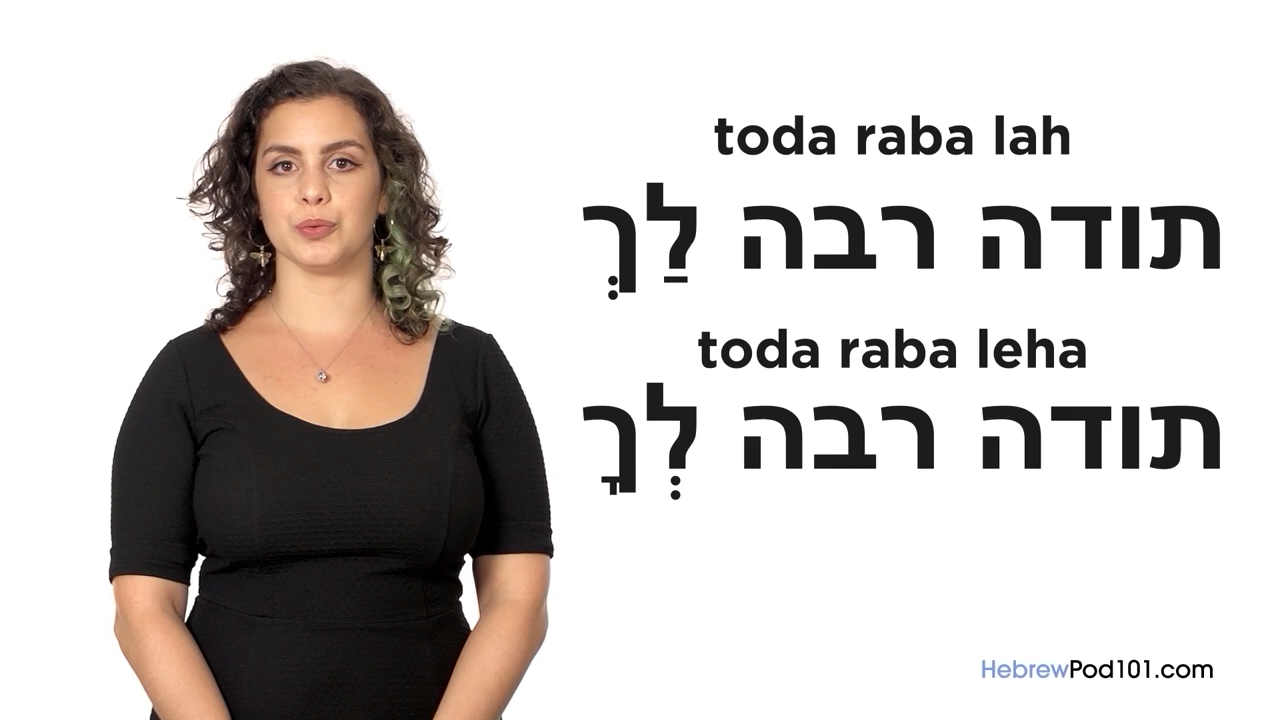 toda raba lah
תודה רבה לַךְ
toda raba leha
תודה רבה לְךָ
HebrewPod101.com